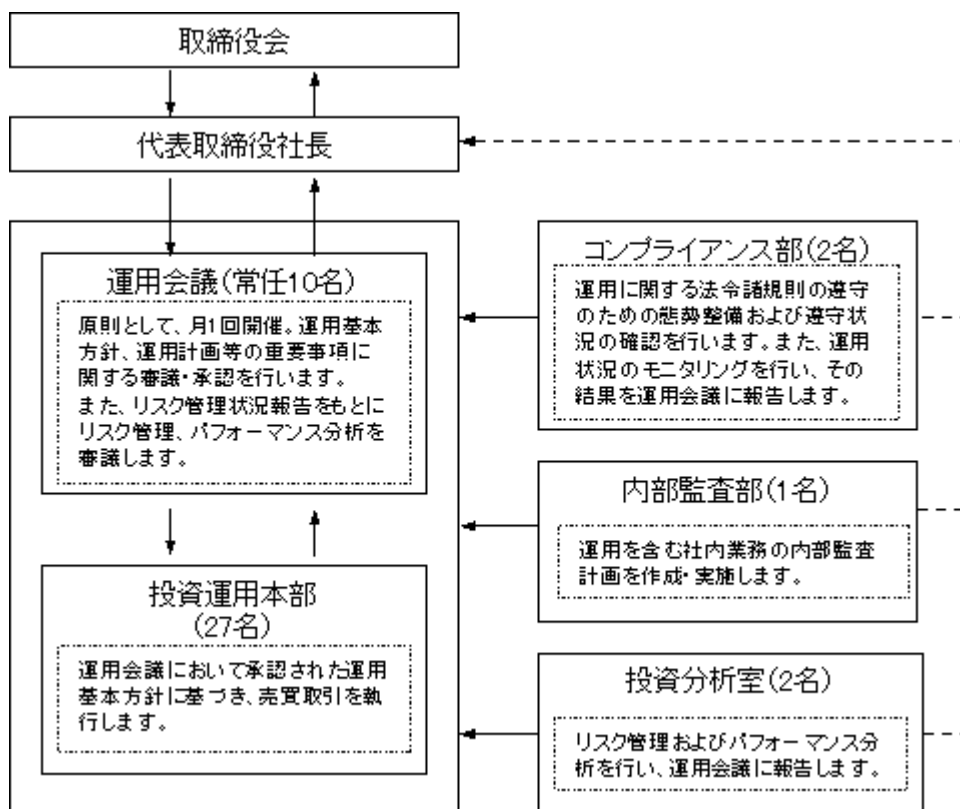 取締役会
代表取締役社長
運用会議(常任10名)
原則として、月1回開催。運用基本
方針、運用計画等の重要事項に
関する審議・承認を行います。
また、リスク管理状況報告をもとに
リスク管理、パフォーマンス分析を
審議します。
投資運用本部
(27名)
運用会議において承認された運用
基本方針に基づき、売買取引を執
行します。
コンプライアンス部(2名)
運用に関する法令諸規則の遵守
のための態勢整備および遵守状
況の確認を行います。また、運用
状況のモニタリングを行い、その
結果を運用会議に報告します。
内部監査部(1名)
運用を含む社内業務の内部監査
計画を作成・実施します。
投資分析室(2名)
リスク管理およびパフォーマンス分
析を行い、運用会議に報告します。